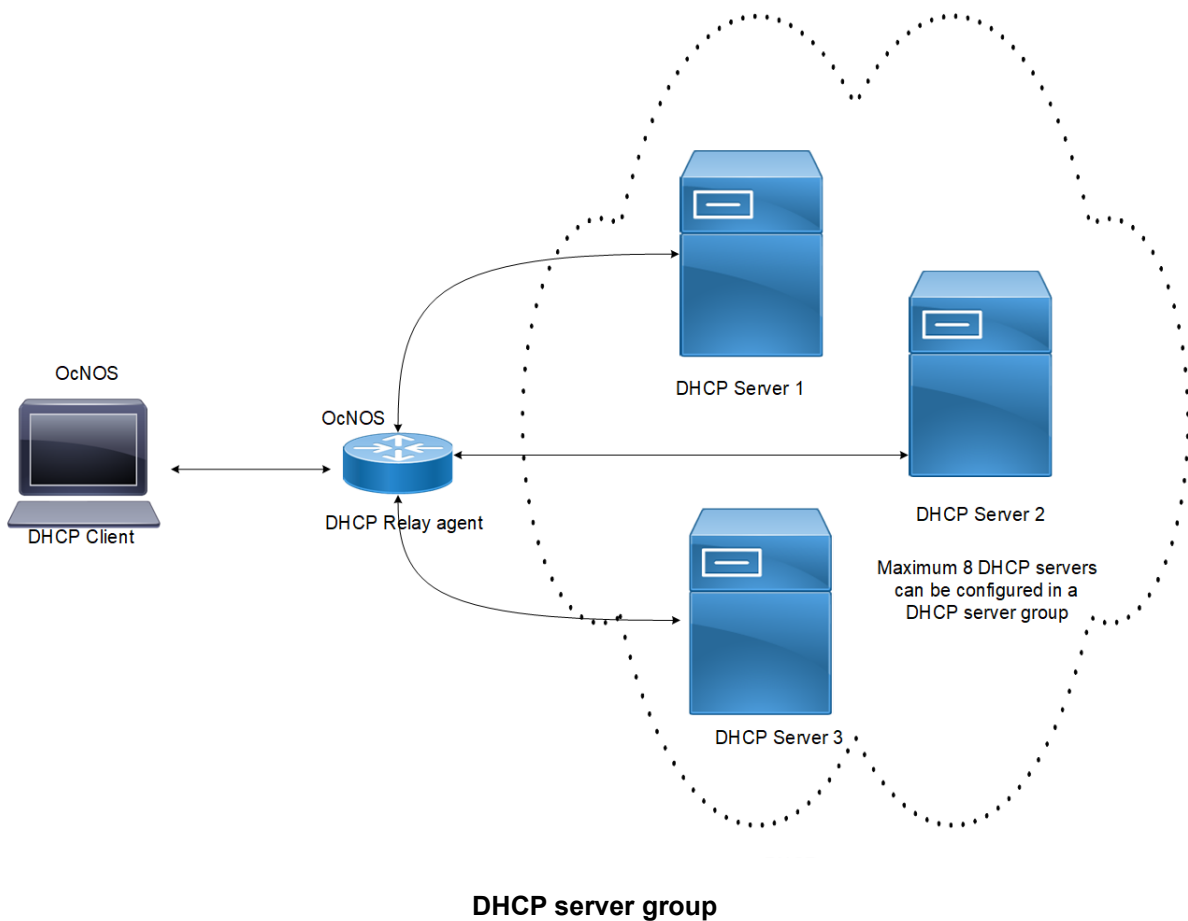 DHCP Server 1
OcNOS
OcNOS
DHCP Relay agent
DHCP Client
DHCP Server 2
Maximum 8 DHCP servers
can be configured in a
DHCP server group
DHCP Server 3
DHCP server group